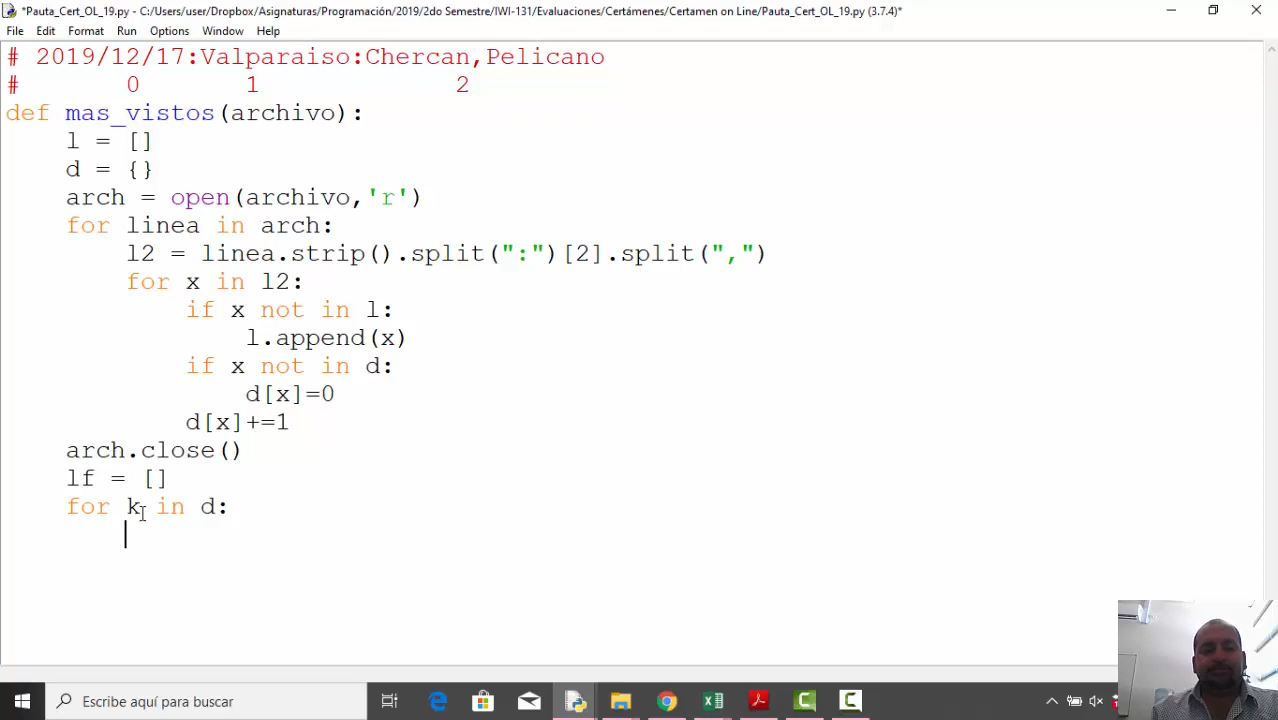 *Pauta_Cert_OL_19.py - C:/Users/user/Dropbox/Asignaturas/Programación/2019/2do Semestre/IWI-131/Evaluaciones/Certámenes/Certamen on Line/Pauta_Cert_OL_19.py (3.7.4)*
File Edit Format Run Options Window Help
# 2019/12/17:Valparaiso:Chercan,Pelicano
# 0 1 2
def mas_vistos(archivo):
    l = []
    d = {}
    arch = open(archivo,'r')
    for linea in arch:
        l2 = linea.strip().split(":")[2].split(",")
        for x in l2:
            if x not in l:
                l.append(x)
            if x not in d:
                d[x]=0
            d[x]+=1
    arch.close()
    lf = []
    for k in d:
Escribe aquí para buscar